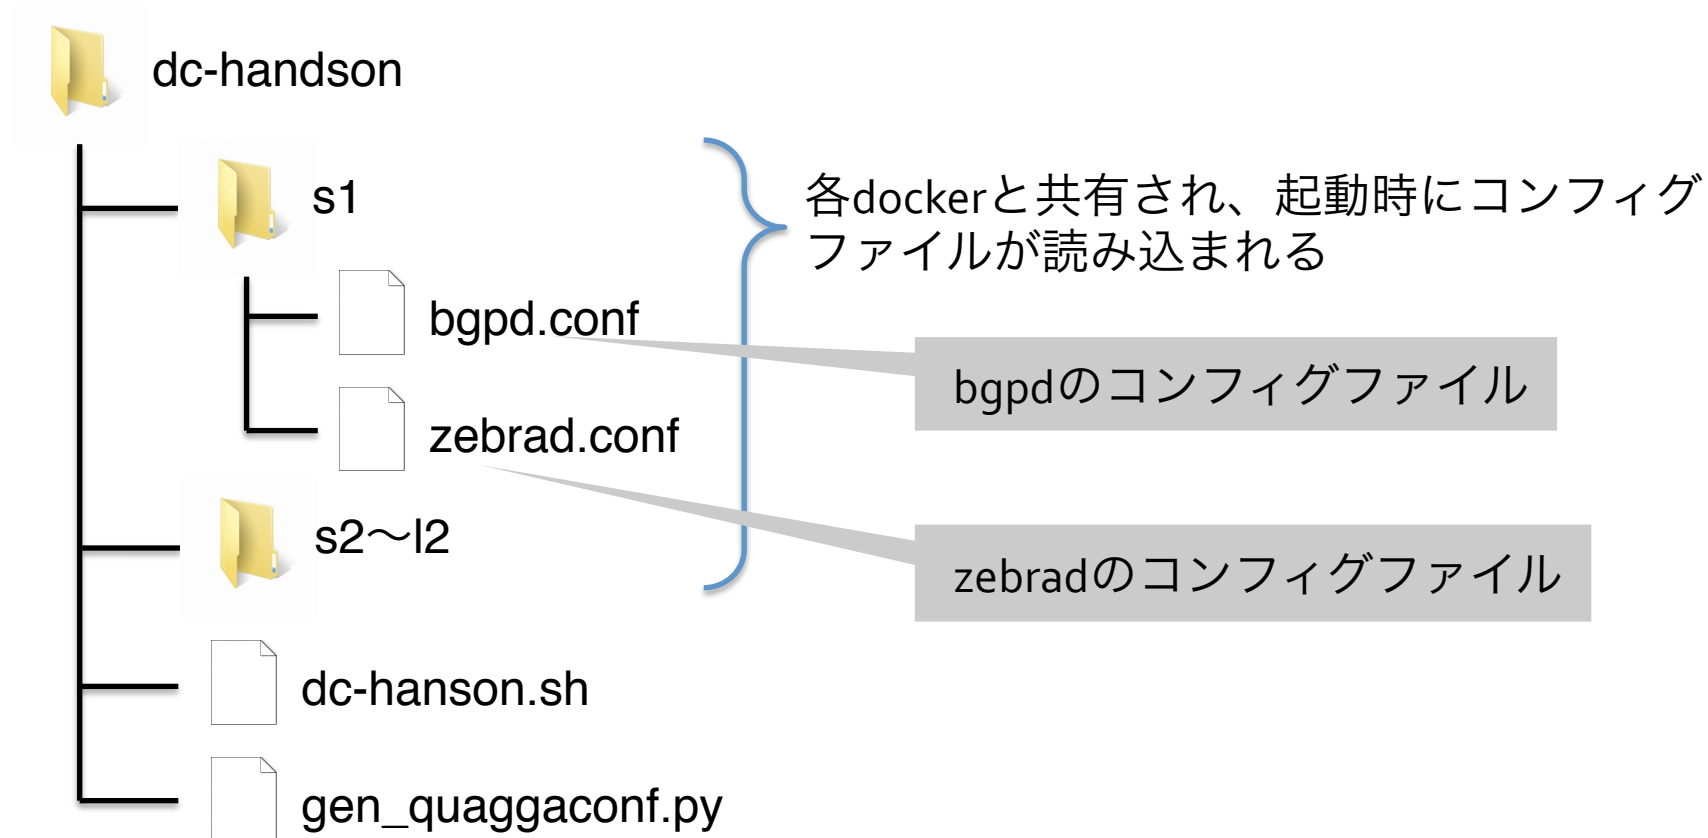 dc-handson
s1
各dockerと共有され、起動時にコンフィグ
ファイルが読み込まれる
bgpd.conf
bgpdのコンフィグファイル
zebrad.conf
s2〜l2
zebradのコンフィグファイル
dc-hanson.sh
gen_quaggaconf.py